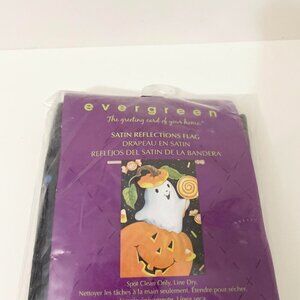 evergreen
The greeting card of your home.
SATIN REFLECTIONS FLAG
DRAPEAU EN SATIN
REFLEJOS DEL SATIN DE LA BANDERA
Spot Clean Only, Line Dry.
Nettoyer les tâches à la main seulement. Étendre pour sécher.